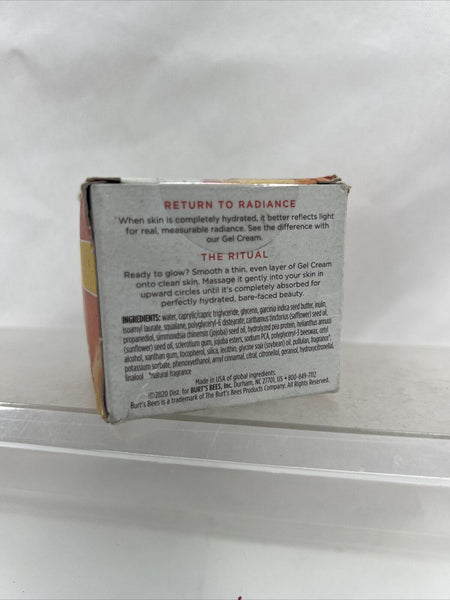 RETURN TO RADIANCE
When skin is completely hydrated, it better reflects light
for real, measurable radiance. See the difference with
our Gel Cream.
THE RITUAL
Ready to glow? Smooth a thin, even layer of Gel Cream
onto clean skin. Massage it gently into your skin in
upward circles until it's completely absorbed for
perfectly hydrated, bare-faced beauty.
INGREDIENTS: water, caprylic/capric triglyceride, glycerin, garcinia indica seed butter, inulin,
isoamyl laurate, squalane, polyglyceryl-6 distearate, carthamus tinctorius (safflower) seed oil,
propanediol, simmondsia chinensis (jojoba) seed oil, hydrolyzed pea protein, helianthus annuus
(sunflower) seed oil, sclerotium gum, jojoba esters, sodium PCA, polyglyceryl-3 beeswax, cetyl
alcohol, xanthan gum, tocopherol, silica, lecithin, glycine soja (soybean) oil, pullulan, fragrance*,
potassium sorbate, phenoxyethanol, amyl cinnamal, citral, citronellol, geraniol, hydroxycitronellal,
linalool *natural fragrance
Made in USA of global ingredients.
©2020 Dist. for BURT'S BEES, Inc. Durham, NC 27701, US • 800-849-7112
Burt's Bees is a trademark of The Burt's Bees Products Company. All Rights Reserved.